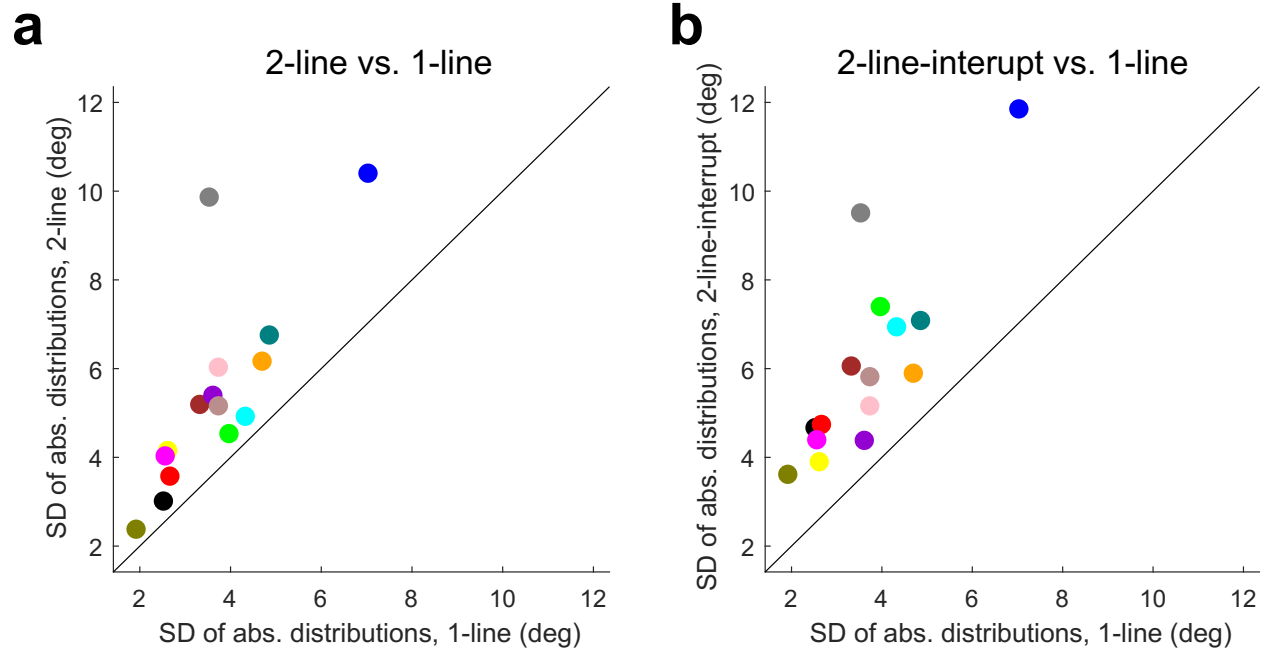 a
2-line vs. 1-line
SD of abs. distributions, 2-line (deg)
12
10
8
6
4
2
2 4 6 8 10 12
SD of abs. distributions, 1-line (deg)
b
2-line-interupt vs. 1-line
SD of abs. distributions, 2-line-interrupt (deg)
12
10
8
6
4
2
2 4 6 8 10 12
SD of abs. distributions, 1-line (deg)